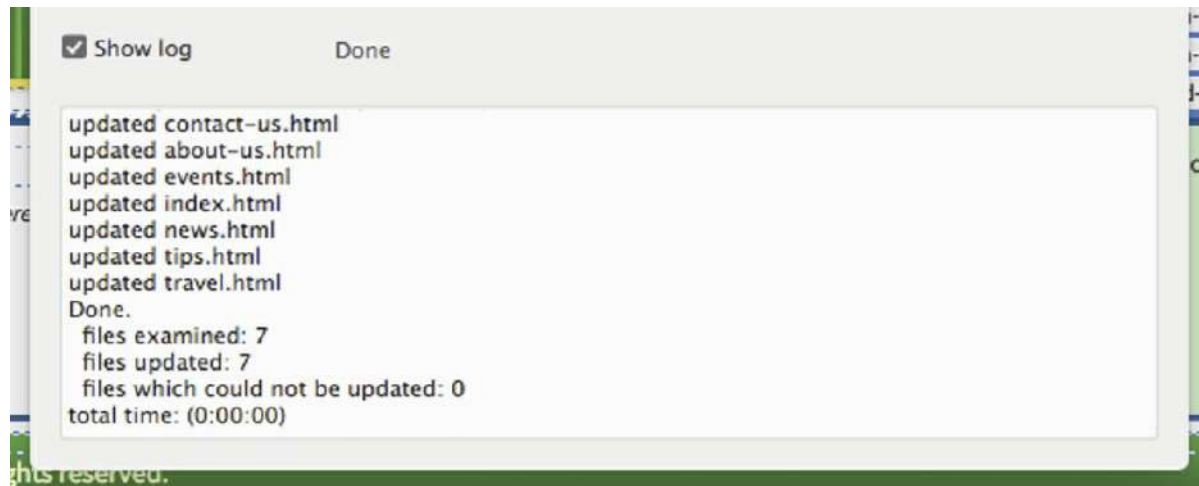 Show log
Done
updated contact-us.html
updated about-us.html
updated events.html
updated index.html
updated news.html
updated tips.html
updated travel.html
Done.
files examined: 7
files updated: 7
files which could not be updated: 0
total time: (0:00:00)
reserved.